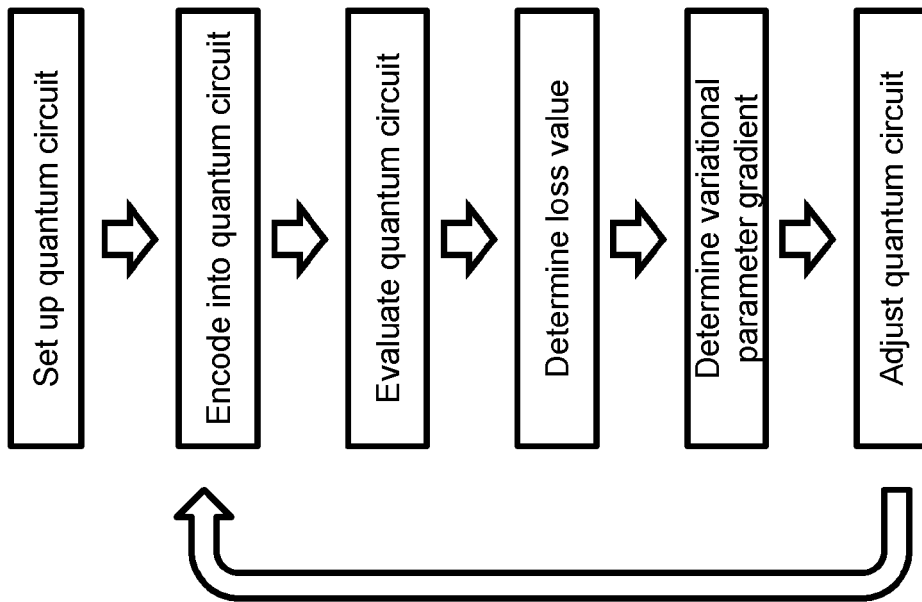 Set up quantum circuit
Encode into quantum circuit
Evaluate quantum circuit
Determine loss value
Determine variational
parameter gradient
Adjust quantum circuit